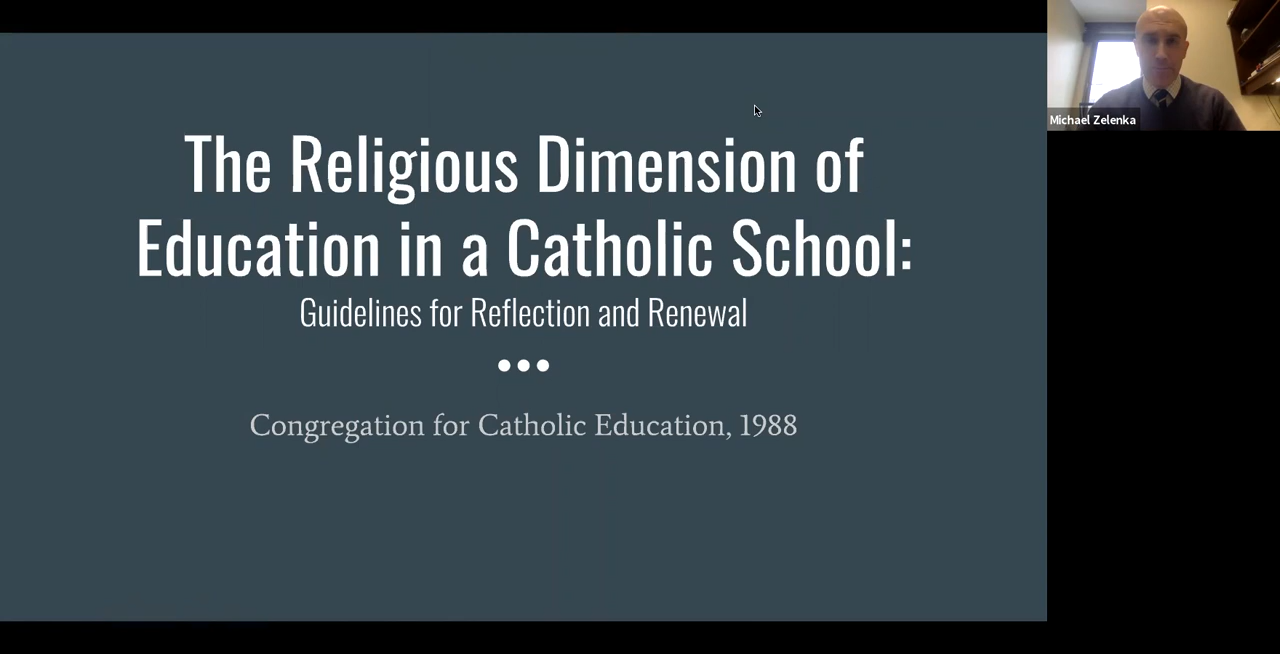 The Religious Dimension of
Education in a Catholic School:
Guidelines for Reflection and Renewal
Congregation for Catholic Education, 1988
Michael Zelenka